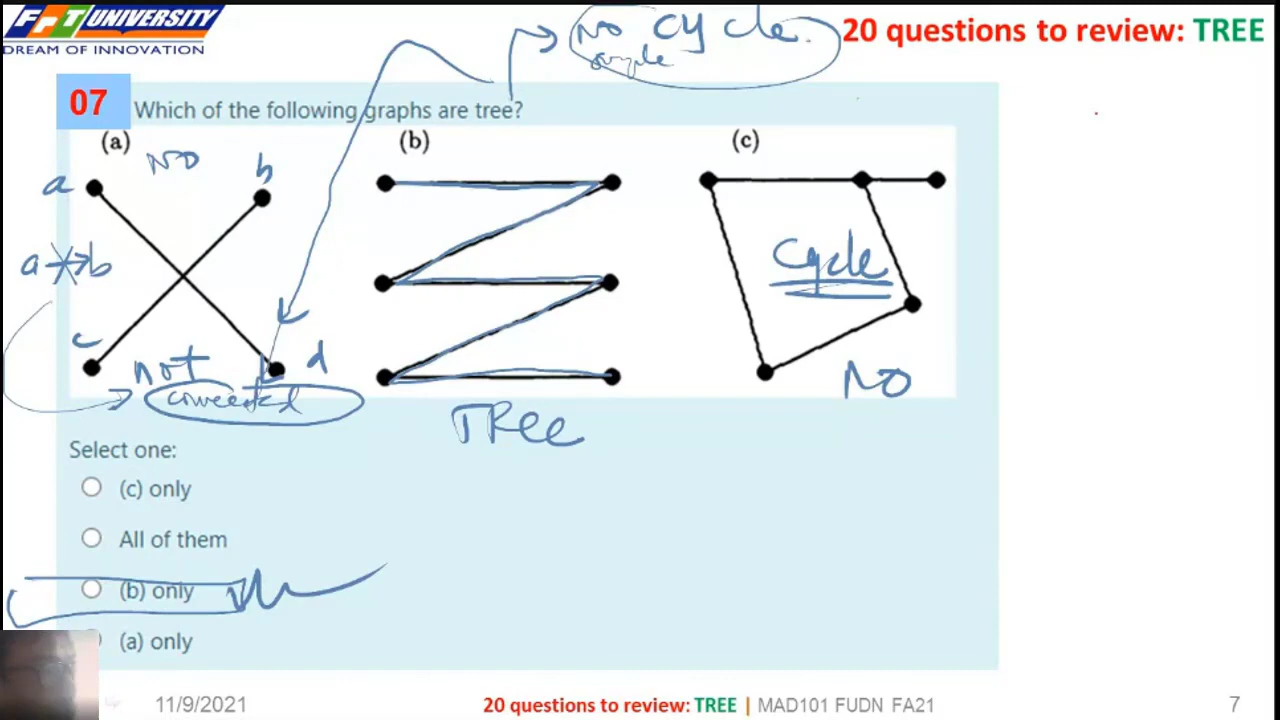 FPT UNIVERSITY
DREAM OF INNOVATION
no cycle.
20 questions to review: TREE
07
Which of the following graphs are tree?
(a)
(b)
(c)
NO
a
b
a → b
cycle
c
d
not
connected
NO
TRee
Select one:
(c) only
All of them
(b) only
(a) only
11/9/2021
20 questions to review: TREE | MAD101 FUDN FA21
7